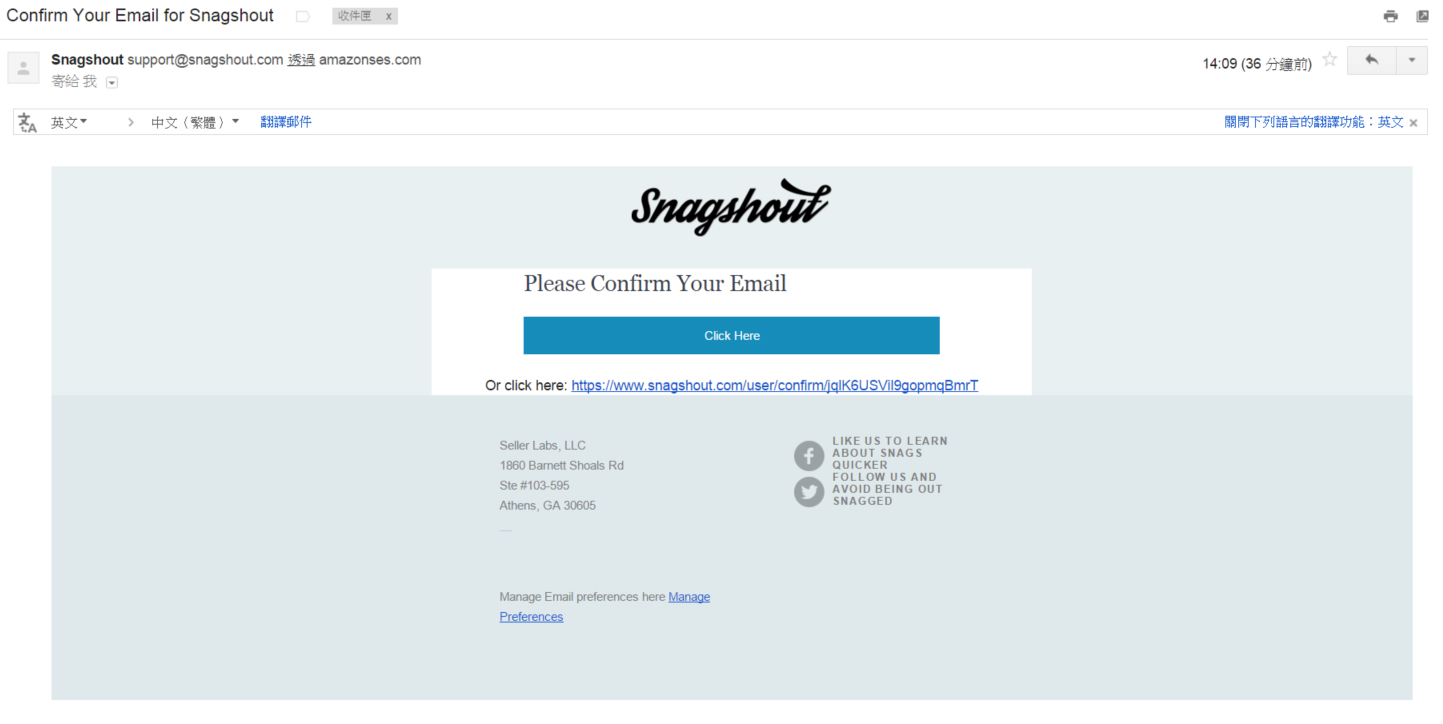 Confirm Your Email for Snagshout 收件匣 x
Snagshout support@snagshout.com 透過 amazonses.com
14:09 (36 分鐘前)
寄給 我
英文 > 中文（繁體） 翻譯郵件
關閉下列語言的翻譯功能：英文 x
Snagshout
Please Confirm Your Email
Click Here
Or click here: https://www.snagshout.com/user/confirm/jqlK6USVil9gopmqBmrT
Seller Labs, LLC
1860 Barnett Shoals Rd
Ste #103-595
Athens, GA 30605
LIKE US TO LEARN
ABOUT SNAGS
QUICKER
FOLLOW US AND
AVOID BEING OUT
SNAGGED
Manage Email preferences here Manage
Preferences